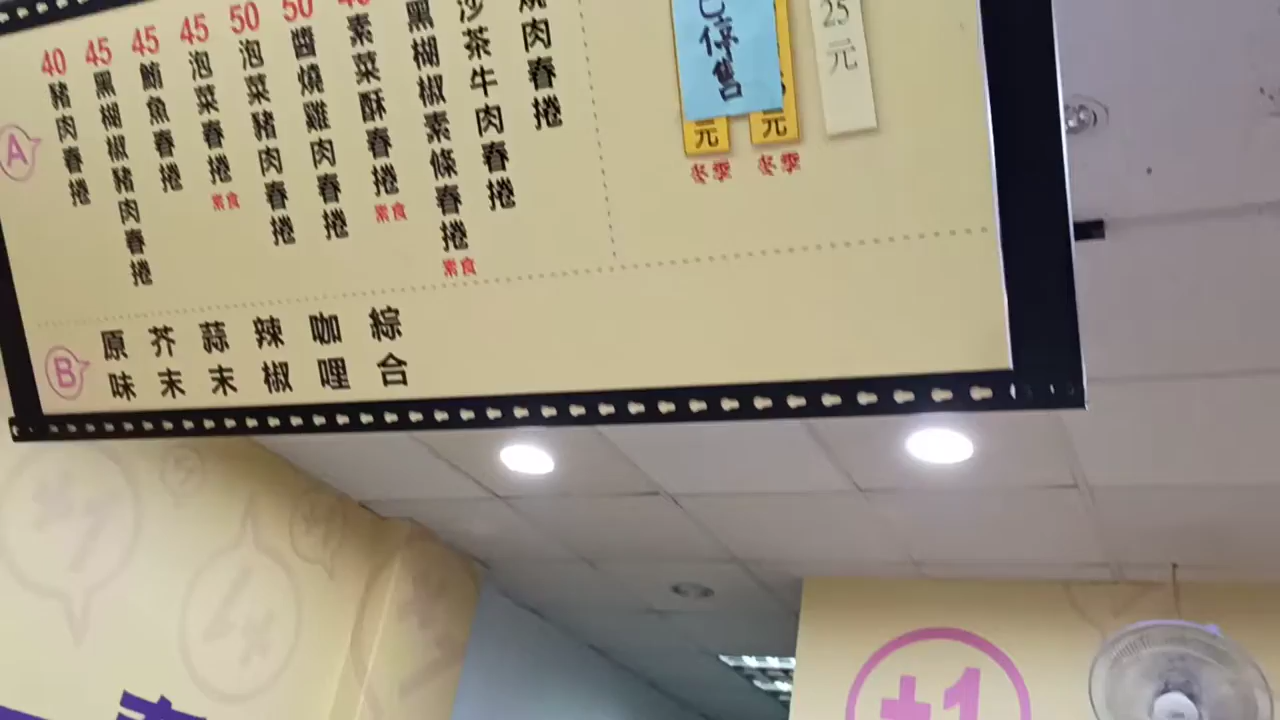 A
40 豬肉春捲
45 黑椒豬肉春捲
45 鮪魚春捲
45 泡菜春捲 素食
50 泡菜豬肉春捲
50 醬燒雞肉春捲
素菜酥春捲 素食
黑椒素條春捲 素食
沙茶牛肉春捲
燒肉春捲
已停售
元 冬季
元 冬季
25元
B
原味
芥末
蒜末
辣椒
咖哩
綜合
+1